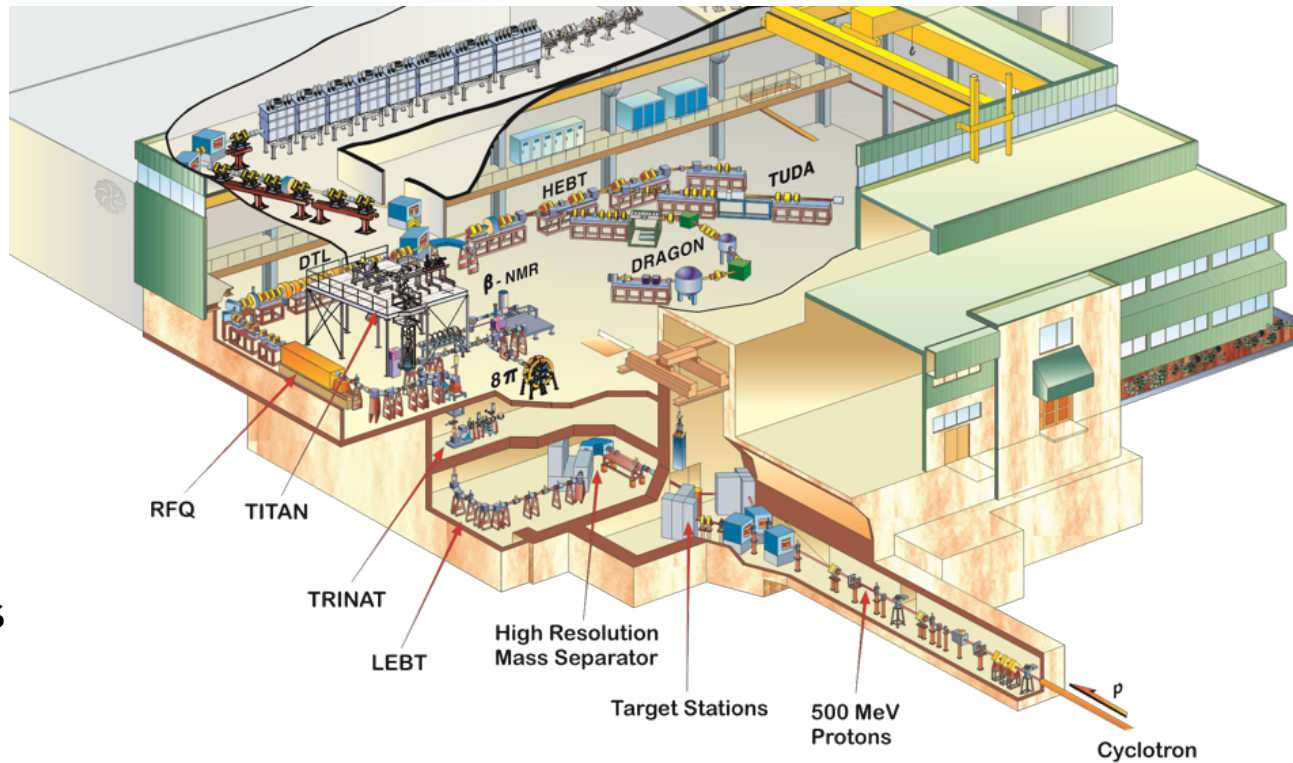 HEBT
TUDA
DTL
β-NMR
DRAGON
8π
RFQ
TITAN
TRINAT
LEBT
High Resolution
Mass Separator
Target Stations
500 MeV
Protons
p
Cyclotron
s